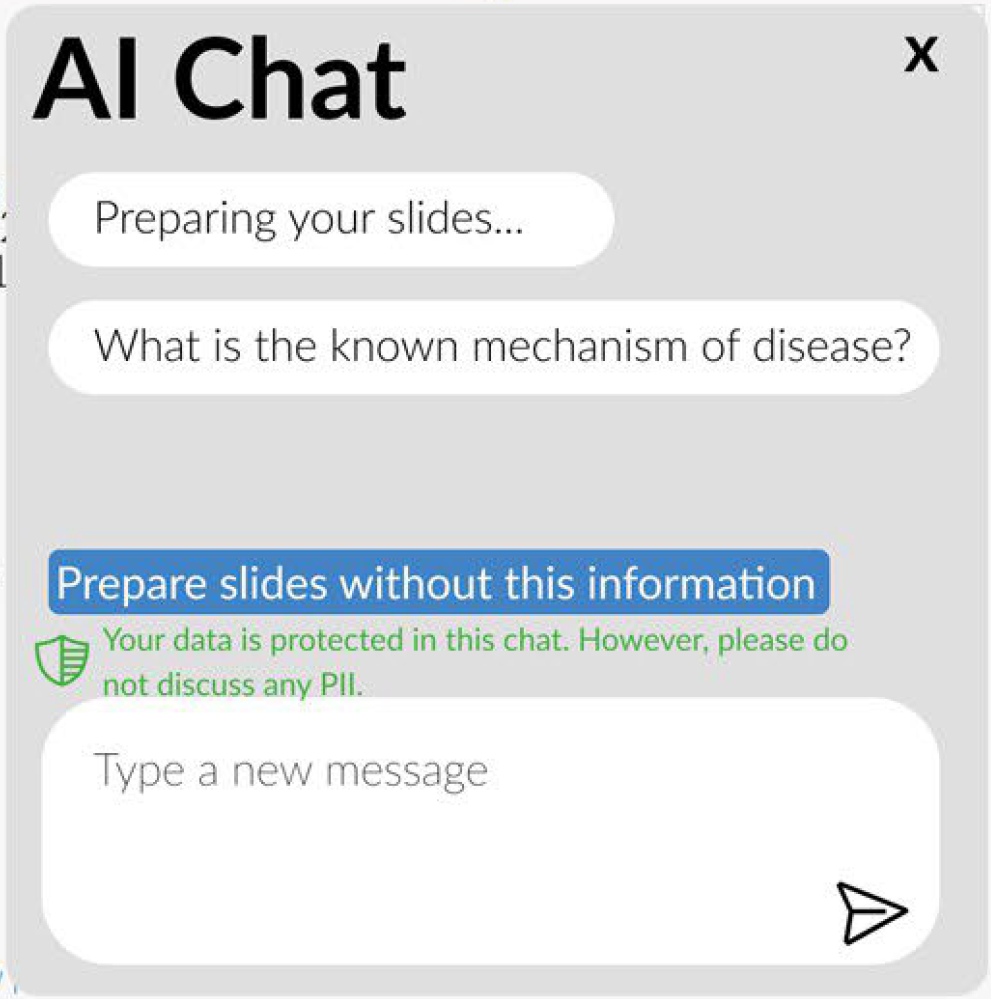 AI Chat
X
Preparing your slides...
What is the known mechanism of disease?
Prepare slides without this information
Your data is protected in this chat. However, please do
not discuss any PII.
Type a new message